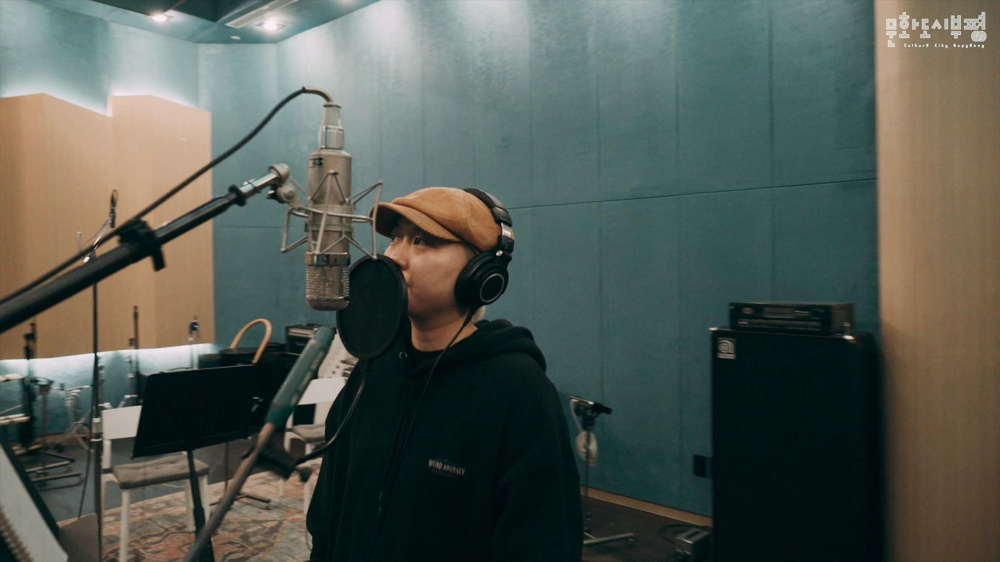 문화도시부평
Culture City Bupyeong
WEIRD JOURNEY